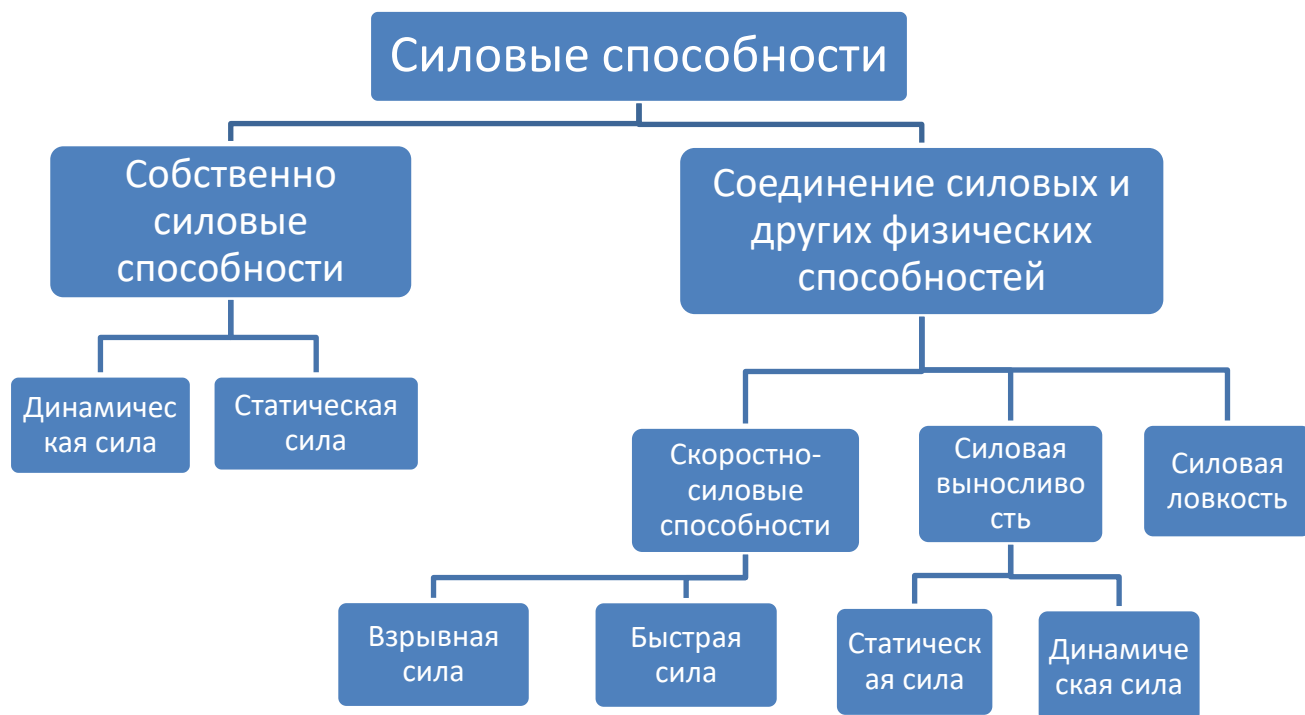 Силовые способности
Собственно
силовые
способности
Соединение силовых и
других физических
способностей
Динамичес
кая сила
Статическая
сила
Скоростно-
силовые
способности
Силовая
выносливо
сть
Силовая
ловкость
Взрывная
сила
Быстрая
сила
Статическ
ая сила
Динамиче
ская сила